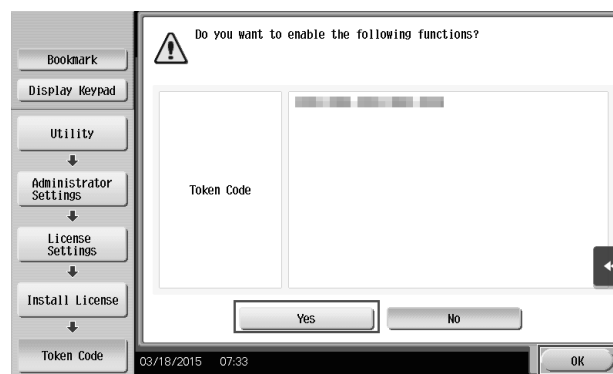 Do you want to enable the following functions?
Bookmark
Display Keypad
Utility
Administrator
Settings
License
Settings
Install License
Token Code
Token Code
Yes
No
03/18/2015 07:33
OK